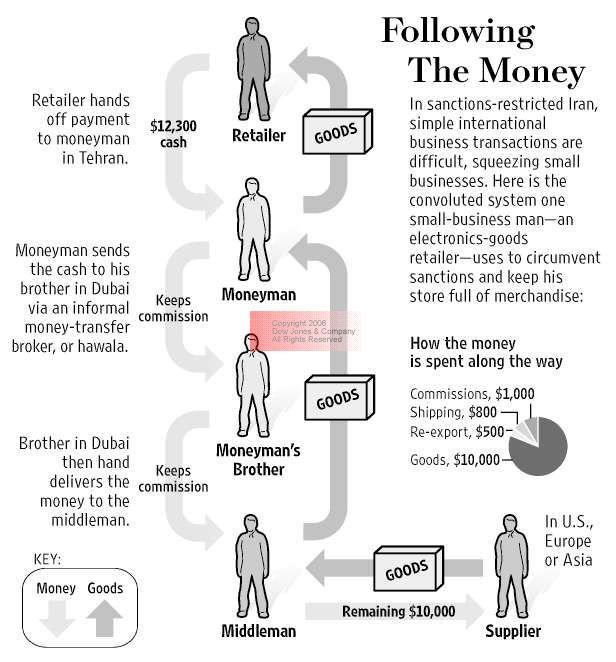 Following
The Money
In sanctions-restricted Iran,
simple international
business transactions are
difficult, squeezing small
businesses. Here is the
convoluted system one
small-business man—an
electronics-goods
retailer—uses to circumvent
sanctions and keep his
store full of merchandise:
Retailer hands
off payment
to moneyman
in Tehran.
$12,300
cash
Retailer
GOODS
Moneyman sends
the cash to his
brother in Dubai
via an informal
money-transfer
broker, or hawala.
Keeps
commission
Moneyman
Copyright 2006
Dow Jones & Company
All Rights Reserved
GOODS
Brother in Dubai
then hand
delivers the
money to the
middleman.
Keeps
commission
Moneyman's
Brother
How the money
is spent along the way
Commissions, $1,000
Shipping, $800
Re-export, $500
Goods, $10,000
In U.S.,
Europe
or Asia
GOODS
Remaining $10,000
Middleman
Supplier
KEY:
Money Goods